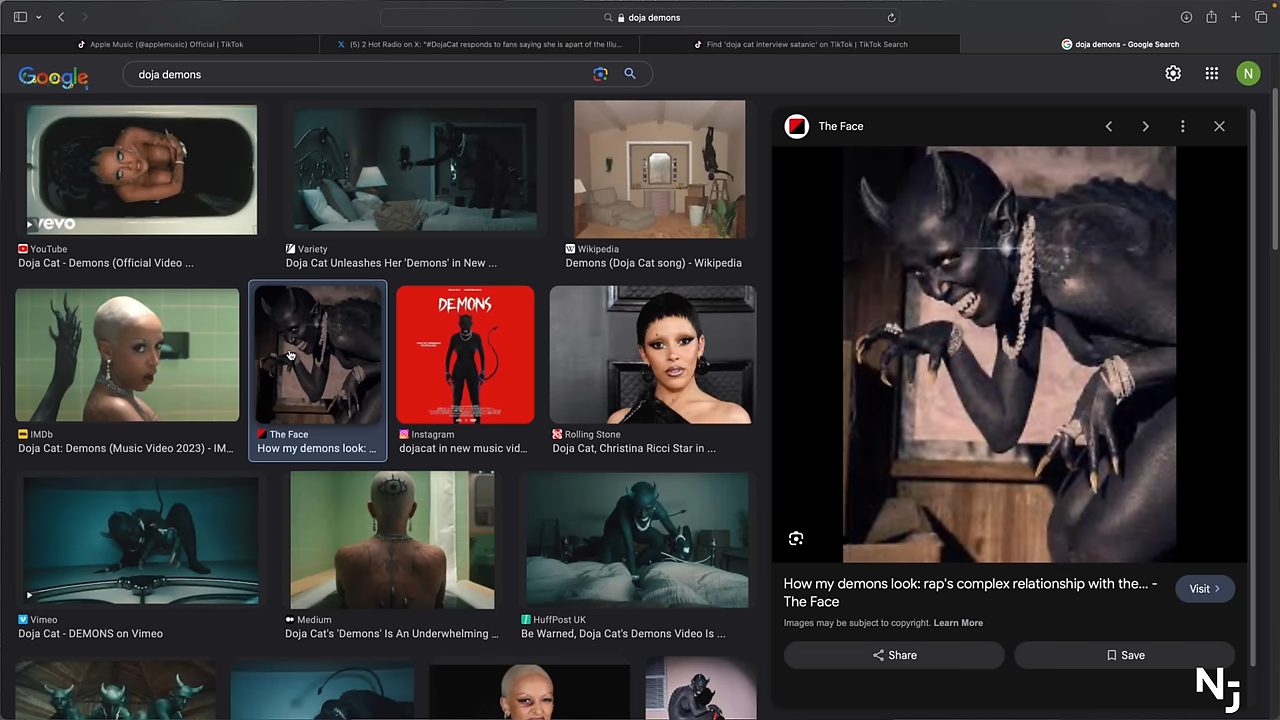 doja demons
Apple Music (@applemusic) Official | TikTok
(5) 2 Hot Radio on X: "#DojaCat responds to fans saying she is apart of the Illu...
Find 'doja cat interview satanic' on TikTok | TikTok Search
doja demons - Google Search
Google
doja demons
N
The Face
vevo
YouTube
Doja Cat - Demons (Official Video ...
Variety
Doja Cat Unleashes Her 'Demons' in New ...
Wikipedia
Demons (Doja Cat song) - Wikipedia
DEMONS
IMDb
Doja Cat: Demons (Music Video 2023) - IM...
The Face
How my demons look: ...
Instagram
dojacat in new music vid...
Rolling Stone
Doja Cat, Christina Ricci Star in ...
Vimeo
Doja Cat - DEMONS on Vimeo
Medium
Doja Cat's 'Demons' Is An Underwhelming ...
HuffPost UK
Be Warned, Doja Cat's Demons Video Is ...
How my demons look: rap's complex relationship with the... -
The Face
Visit
Images may be subject to copyright. Learn More
Share
Save
N-J